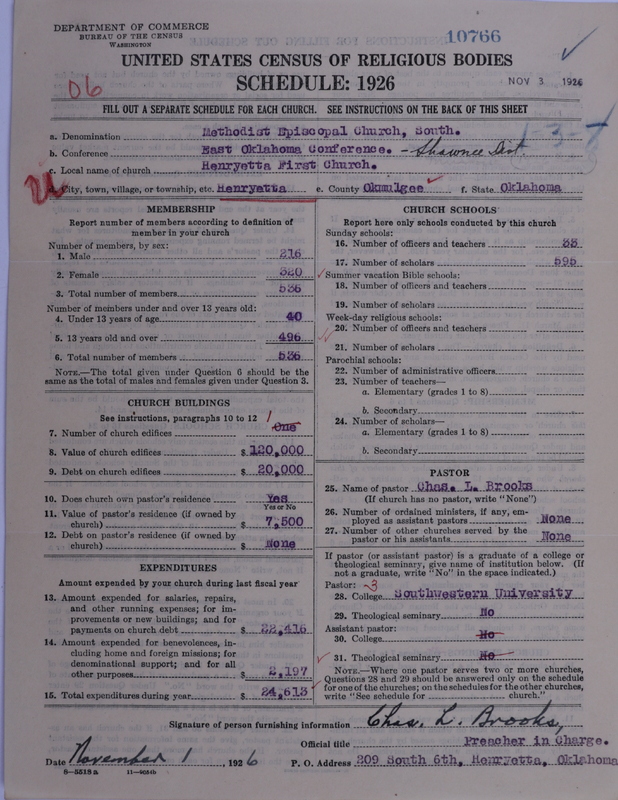 DEPARTMENT OF COMMERCE
BUREAU OF THE CENSUS
WASHINGTON
10766
UNITED STATES CENSUS OF RELIGIOUS BODIES
06
SCHEDULE: 1926
NOV 3 1926
FILL OUT A SEPARATE SCHEDULE FOR EACH CHURCH. SEE INSTRUCTIONS ON THE BACK OF THIS SHEET
a. Denomination Methodist Episcopal Church, South.
b. Conference East Oklahoma Conference. - Shawnee Dist.
c. Local name of church Henryetta First Church.
d. City, town, village, or township, etc. Henryetta e. County Okmulgee f. State Oklahoma
MEMBERSHIP
Report number of members according to definition of
member in your church
Number of members, by sex:
1. Male 216
2. Female 320
3. Total number of members 536
Number of members under and over 13 years old:
4. Under 13 years of age 40
5. 13 years old and over 496
6. Total number of members 536
NOTE.—The total given under Question 6 should be the
same as the total of males and females given under Question 3.
CHURCH BUILDINGS
See instructions, paragraphs 10 to 12
7. Number of church edifices One 1
8. Value of church edifices $120,000
9. Debt on church edifices $20,000
10. Does church own pastor's residence Yes
Yes or No
11. Value of pastor's residence (if owned by
church) $7,500
12. Debt on pastor's residence (if owned by
church) $None
EXPENDITURES
Amount expended by your church during last fiscal year
13. Amount expended for salaries, repairs,
and other running expenses; for im-
provements or new buildings; and for
payments on church debt $22,416
14. Amount expended for benevolences, in-
cluding home and foreign missions; for
denominational support; and for all
other purposes $2,197
15. Total expenditures during year $24,613
CHURCH SCHOOLS
Report here only schools conducted by this church
Sunday schools:
16. Number of officers and teachers
17. Number of scholars 595
Summer vacation Bible schools:
18. Number of officers and teachers
19. Number of scholars
Week-day religious schools:
20. Number of officers and teachers
21. Number of scholars
Parochial schools:
22. Number of administrative officers
23. Number of teachers—
a. Elementary (grades 1 to 8)
b. Secondary
24. Number of scholars—
a. Elementary (grades 1 to 8)
b. Secondary
PASTOR
25. Name of pastor Chas. L. Brooks
(If church has no pastor, write "None")
26. Number of ordained ministers, if any, em-
ployed as assistant pastors None
27. Number of other churches served by the
pastor or his assistants None
If pastor (or assistant pastor) is a graduate of a college or
theological seminary, give name of institution below. (If
not a graduate, write "No" in the space indicated.)
Pastor: 3
28. College Southwestern University
29. Theological seminary No
Assistant pastor:
30. College No
31. Theological seminary No
NOTE.—Where one pastor serves two or more churches,
Questions 28 and 29 should be answered only on the schedule
for one of the churches; on the schedules for the other churches,
write "See schedule for church."
Signature of person furnishing information Chas. L. Brooks,
Official title Preacher in Charge.
Date November 1, 1926 P. O. Address 209 South 6th, Henryetta, Oklahoma
8—5518a 11—9034b